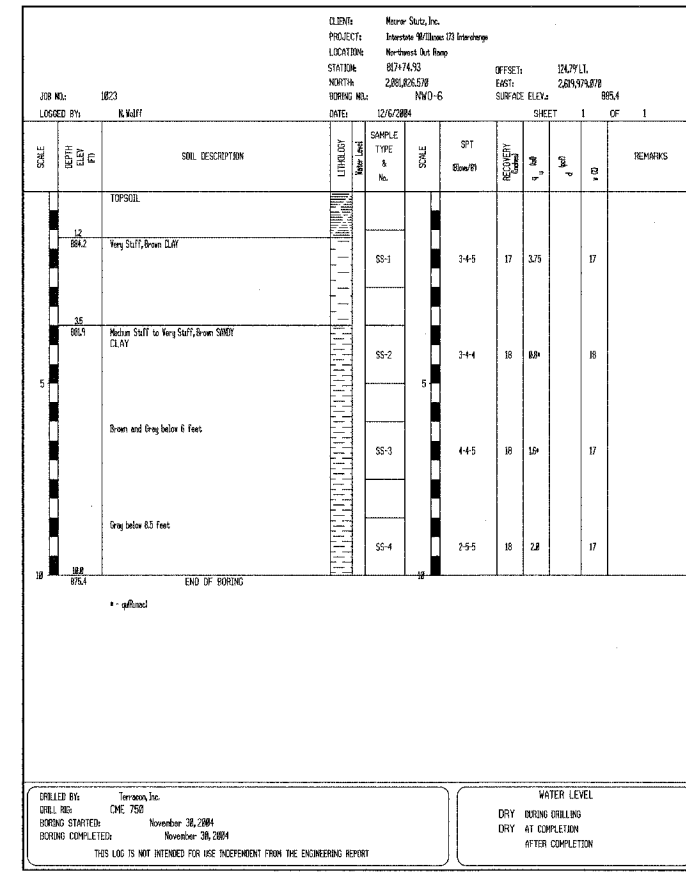 CLIENT: Maurer Stutz, Inc.
PROJECT: Interstate 90/Illinois 173 Interchange
LOCATION: Northwest Out Ramp
STATION: 817+74.93 OFFSET: 124.79' LT.
NORTH: 2,081,026.570 EAST: 2,619,979.070
JOB NO.: 1023 BORING NO.: NWO-6 SURFACE ELEV.: 885.4
LOGGED BY: N. Wolff DATE: 12/6/2004 SHEET 1 OF 1
SCALE DEPTH ELEV (FT) SOIL DESCRIPTION LITHOLOGY Water Level SAMPLE TYPE & No. SCALE SPT (Blows/6") RECOVERY (inches) q u (tsf) d (pcf) w (%) REMARKS
TOPSOIL
1.2
884.2 Very Stiff, Brown CLAY
SS-1 3-4-5 17 3.75 17
3.5
881.9 Medium Stiff to Very Stiff, Brown SANDY
CLAY
SS-2 3-4-4 18 0.8* 18
5 5
Brown and Gray below 6 feet
SS-3 4-4-5 18 1.6* 17
Gray below 8.5 feet
SS-4 2-5-5 18 2.0 17
10 10.0 10
875.4 END OF BORING
* - qu(Rimac)
DRILLED BY: Terracon, Inc.
DRILL RIG: CME 750
BORING STARTED: November 30, 2004
BORING COMPLETED: November 30, 2004
THIS LOG IS NOT INTENDED FOR USE INDEPENDENT FROM THE ENGINEERING REPORT
WATER LEVEL
DRY DURING DRILLING
DRY AT COMPLETION
AFTER COMPLETION